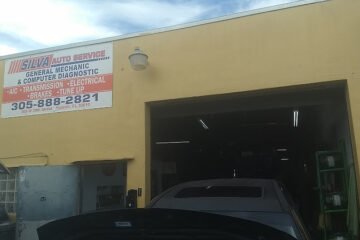 SILVA AUTO SERVICE
GENERAL MECHANIC
& COMPUTER DIAGNOSTIC
•A/C •TRANSMISSION •ELECTRICAL
•BRAKES •TUNE UP
305-888-2821